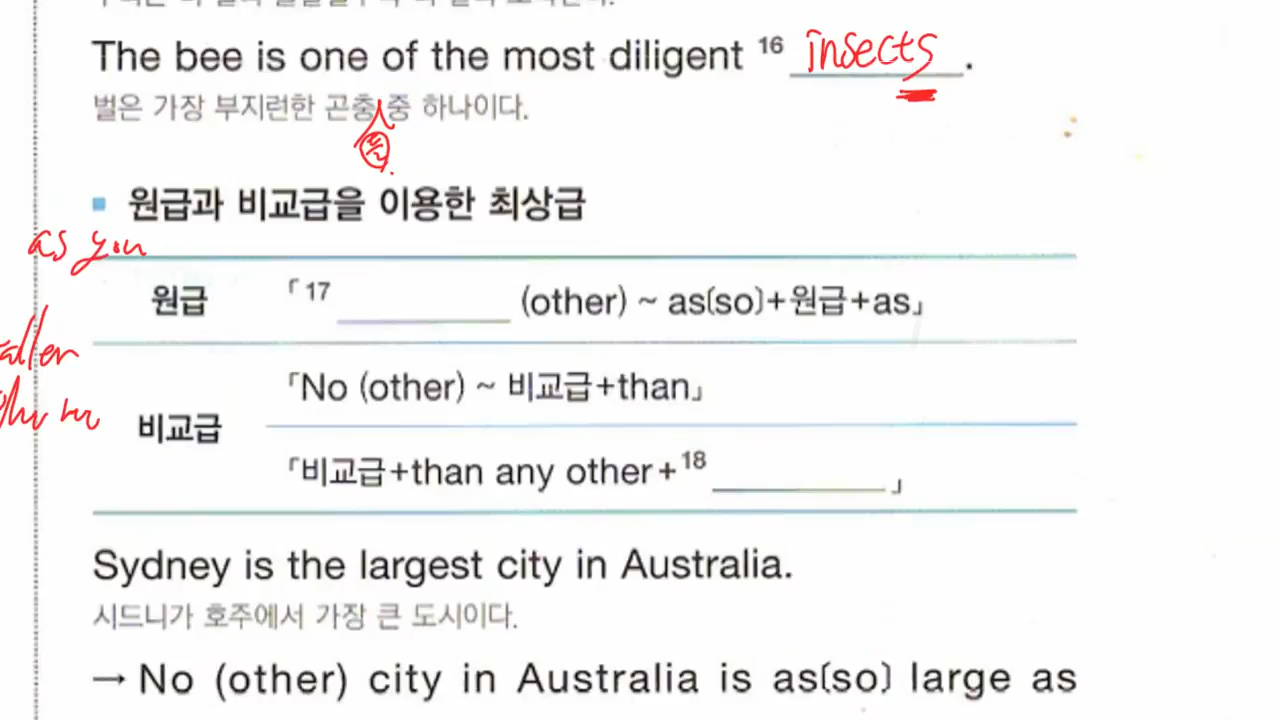 The bee is one of the most diligent 16 insects.
벌은 가장 부지런한 곤충 중 하나이다.
들
원급과 비교급을 이용한 최상급
as you
원급 「17 (other) ~ as(so)+원급+as」
「No (other) ~ 비교급+than」
비교급
「비교급+than any other+18 」
Sydney is the largest city in Australia.
시드니가 호주에서 가장 큰 도시이다.
→ No (other) city in Australia is as(so) large as